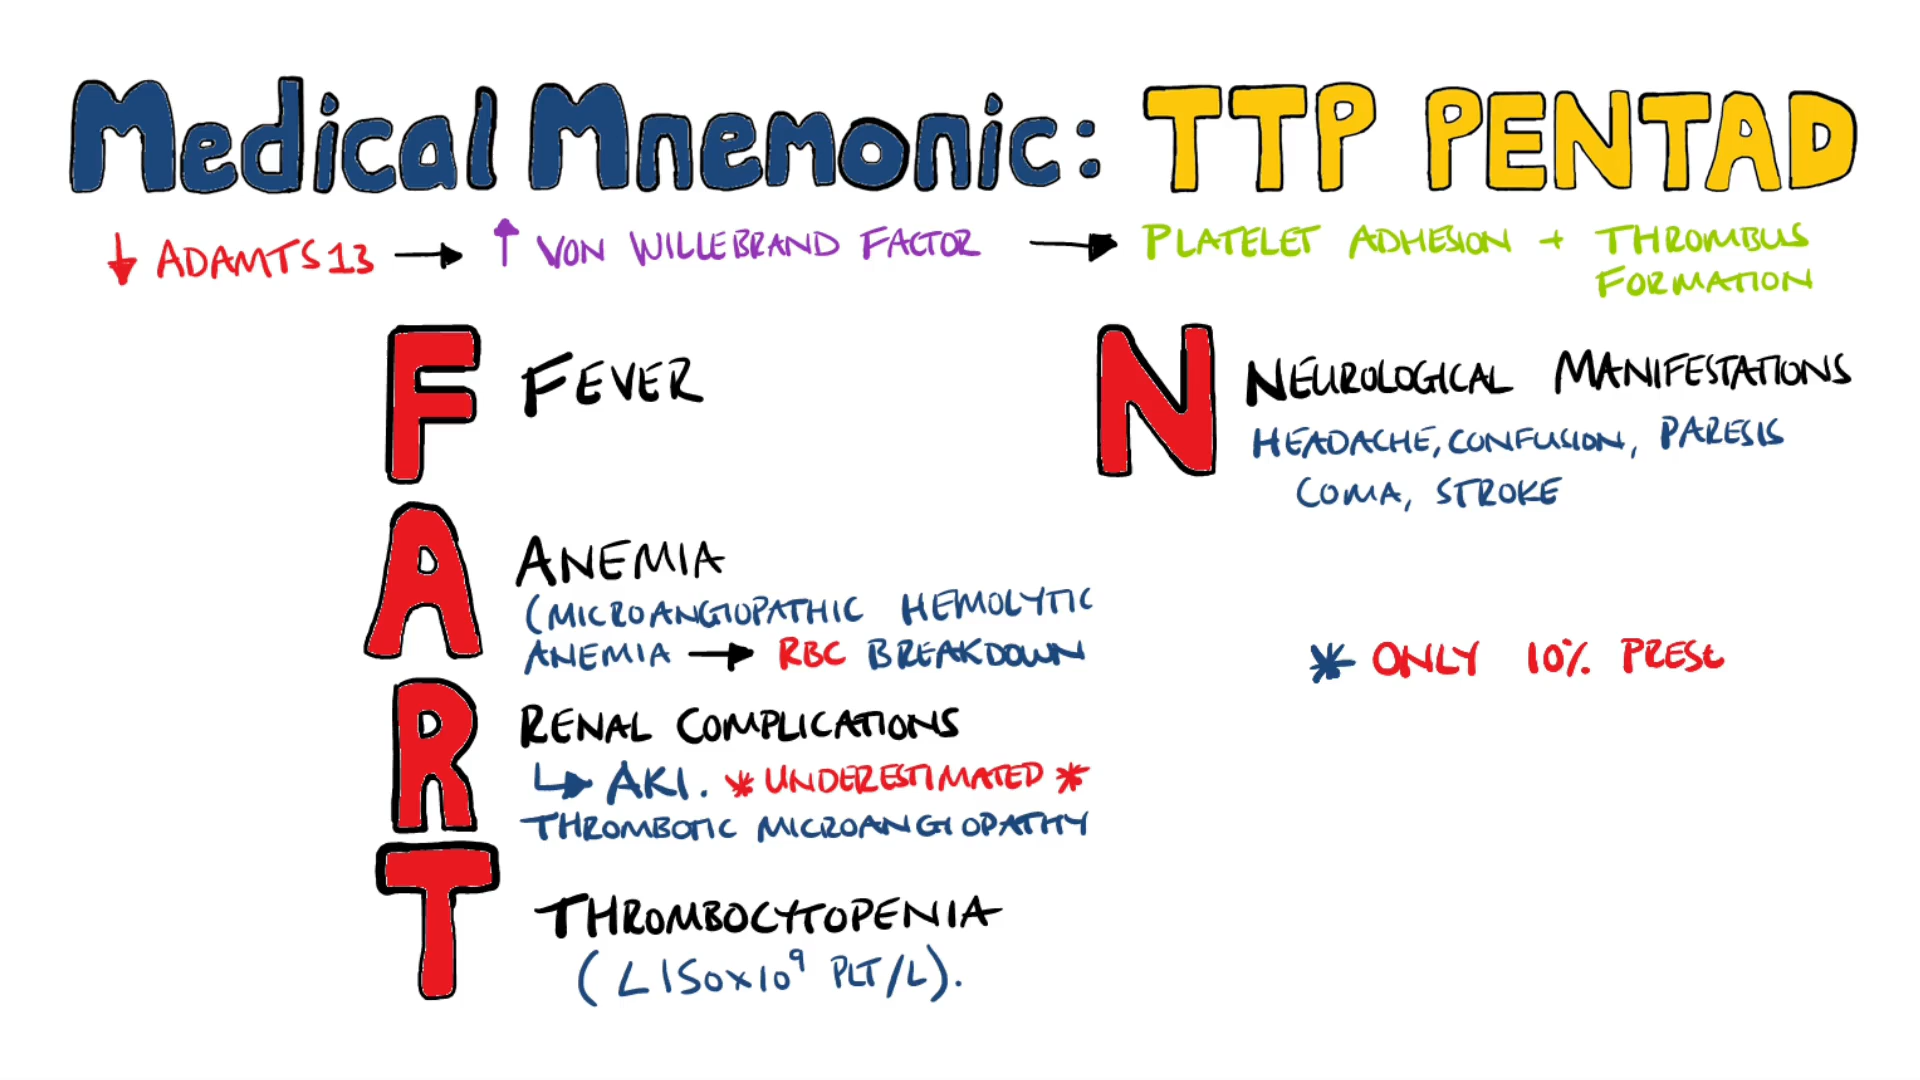 Medical Mnemonic: TTP PENTAD
↓ ADAMTS13 → ↑ VON WILLEBRAND FACTOR → PLATELET ADHESION + THROMBUS
FORMATION
F FEVER
A ANEMIA
(MICROANGIOPATHIC HEMOLYTIC
ANEMIA → RBC BREAKDOWN
R RENAL COMPLICATIONS
↳ AKI. * UNDERESTIMATED *
THROMBOTIC MICROANGIOPATHY
T THROMBOCYTOPENIA
(<150x10⁹ PLT/L).
N NEUROLOGICAL MANIFESTATIONS
HEADACHE, CONFUSION, PARESIS
COMA, STROKE
* ONLY 10% PRESE